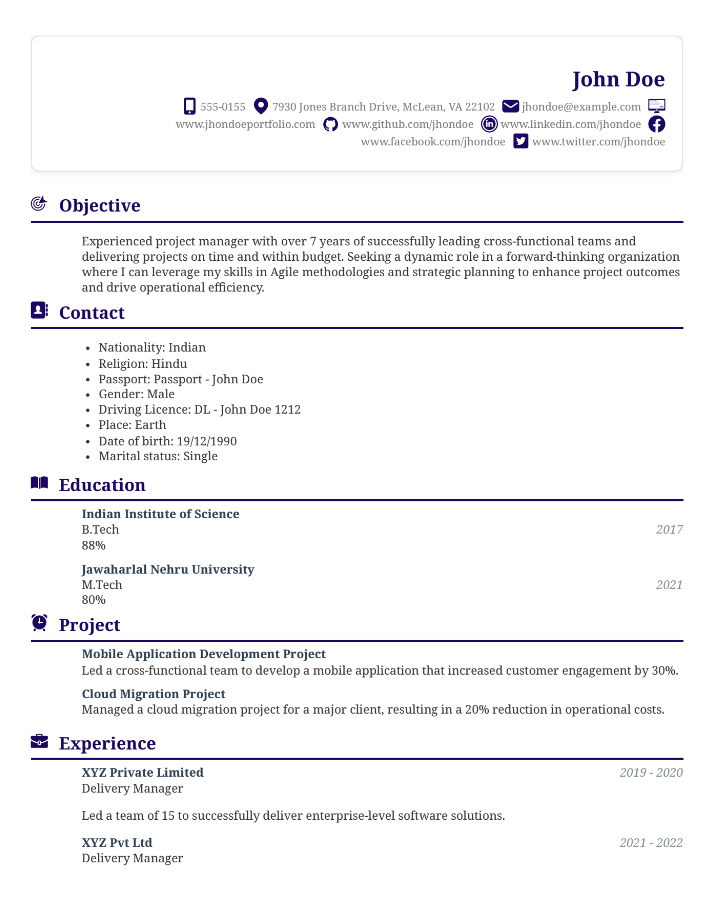 John Doe
555-0155 7930 Jones Branch Drive, McLean, VA 22102 jhondoe@example.com
www.jhondoeportfolio.com www.github.com/jhondoe www.linkedin.com/jhondoe
www.facebook.com/jhondoe www.twitter.com/jhondoe
Objective
Experienced project manager with over 7 years of successfully leading cross-functional teams and
delivering projects on time and within budget. Seeking a dynamic role in a forward-thinking organization
where I can leverage my skills in Agile methodologies and strategic planning to enhance project outcomes
and drive operational efficiency.
Contact
• Nationality: Indian
• Religion: Hindu
• Passport: Passport - John Doe
• Gender: Male
• Driving Licence: DL - John Doe 1212
• Place: Earth
• Date of birth: 19/12/1990
• Marital status: Single
Education
Indian Institute of Science
B.Tech 2017
88%
Jawaharlal Nehru University
M.Tech 2021
80%
Project
Mobile Application Development Project
Led a cross-functional team to develop a mobile application that increased customer engagement by 30%.
Cloud Migration Project
Managed a cloud migration project for a major client, resulting in a 20% reduction in operational costs.
Experience
XYZ Private Limited 2019 - 2020
Delivery Manager
Led a team of 15 to successfully deliver enterprise-level software solutions.
XYZ Pvt Ltd 2021 - 2022
Delivery Manager